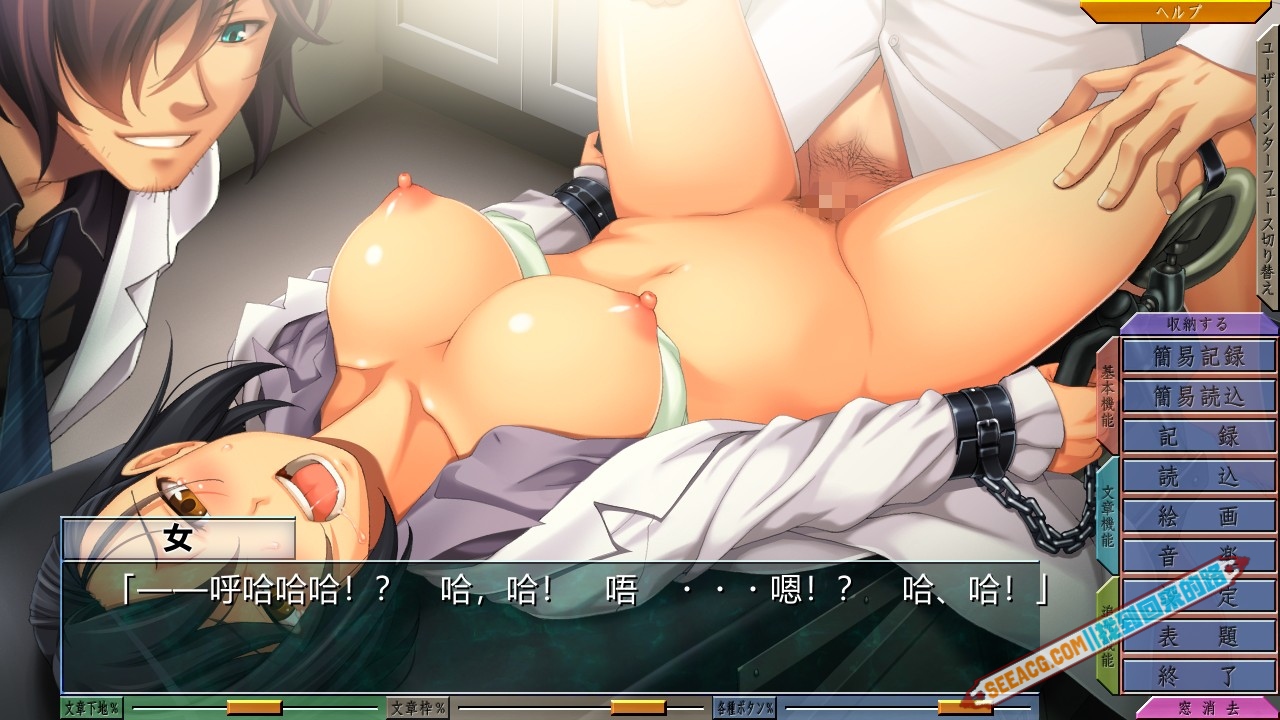 ヘルプ
ユーザーインターフェース切り替え
収納する
基本機能
簡易記録
簡易読込
記 録
読 込
文章機能
絵 画
音 楽
定
表 題
終 了
窓消去
女
「——呼哈哈哈!? 哈,哈! 唔 ・・・嗯!? 哈、哈!」
文章下地%
文章枠%
各種ボタン%
SEEACG.COM||找到回家的路